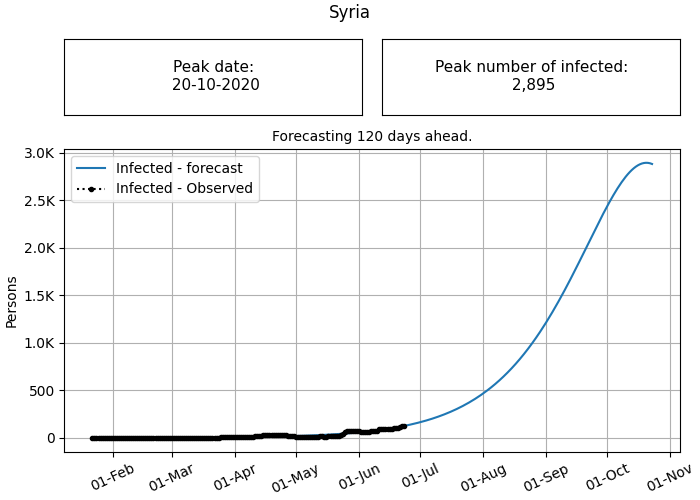 Syria
Peak date:
20-10-2020
Peak number of infected:
2,895
Forecasting 120 days ahead.
Infected - forecast
Infected - Observed
Persons
3.0K
2.5K
2.0K
1.5K
1.0K
500
0
01-Feb
01-Mar
01-Apr
01-May
01-Jun
01-Jul
01-Aug
01-Sep
01-Oct
01-Nov